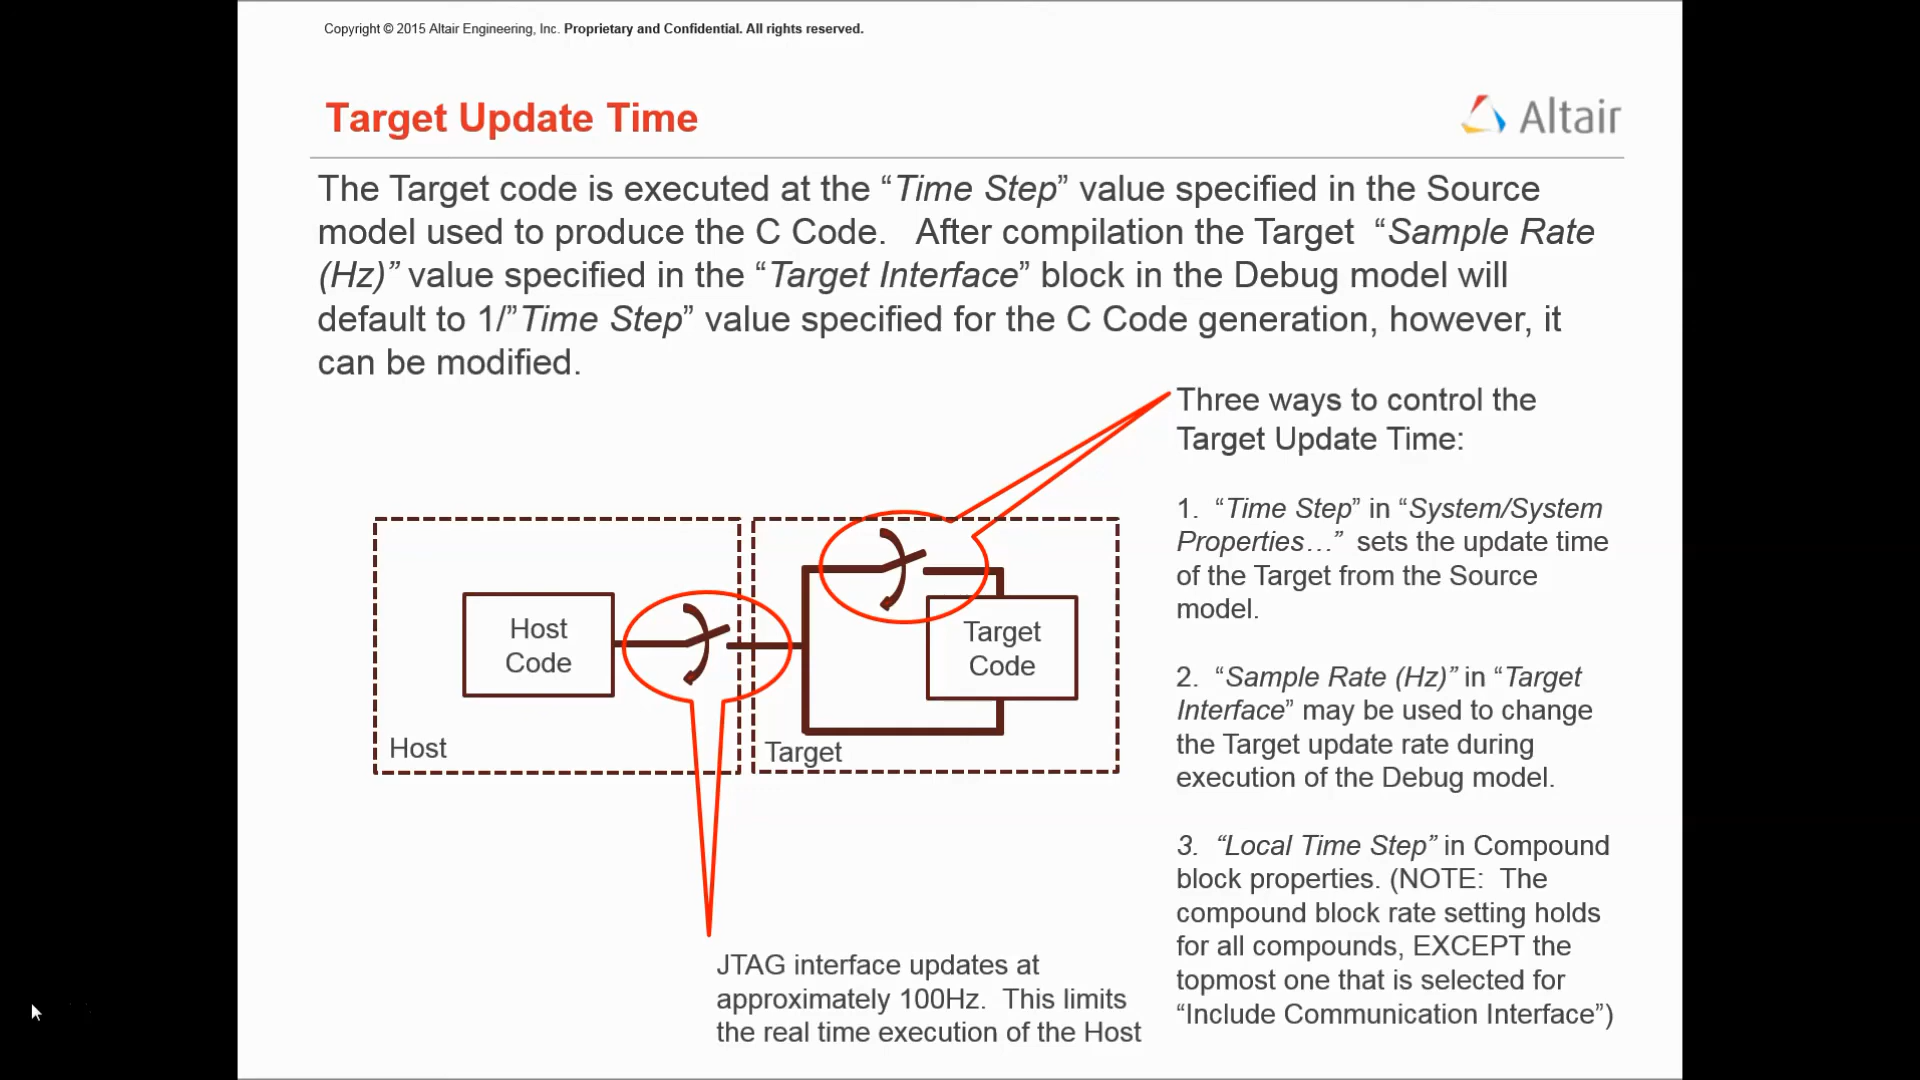 Copyright © 2015 Altair Engineering, Inc. Proprietary and Confidential. All rights reserved.
Target Update Time
Altair
The Target code is executed at the “Time Step” value specified in the Source
model used to produce the C Code.   After compilation the Target  “Sample Rate
(Hz)” value specified in the “Target Interface” block in the Debug model will
default to 1/”Time Step” value specified for the C Code generation, however, it
can be modified.
Three ways to control the
Target Update Time:
1.  “Time Step” in “System/System
Properties…”  sets the update time
of the Target from the Source
model.
2.  “Sample Rate (Hz)” in “Target
Interface” may be used to change
the Target update rate during
execution of the Debug model.
3.  “Local Time Step” in Compound
block properties. (NOTE:  The
compound block rate setting holds
for all compounds, EXCEPT the
topmost one that is selected for
“Include Communication Interface”)
Host
Code
Host
Target
Code
Target
JTAG interface updates at
approximately 100Hz.  This limits
the real time execution of the Host